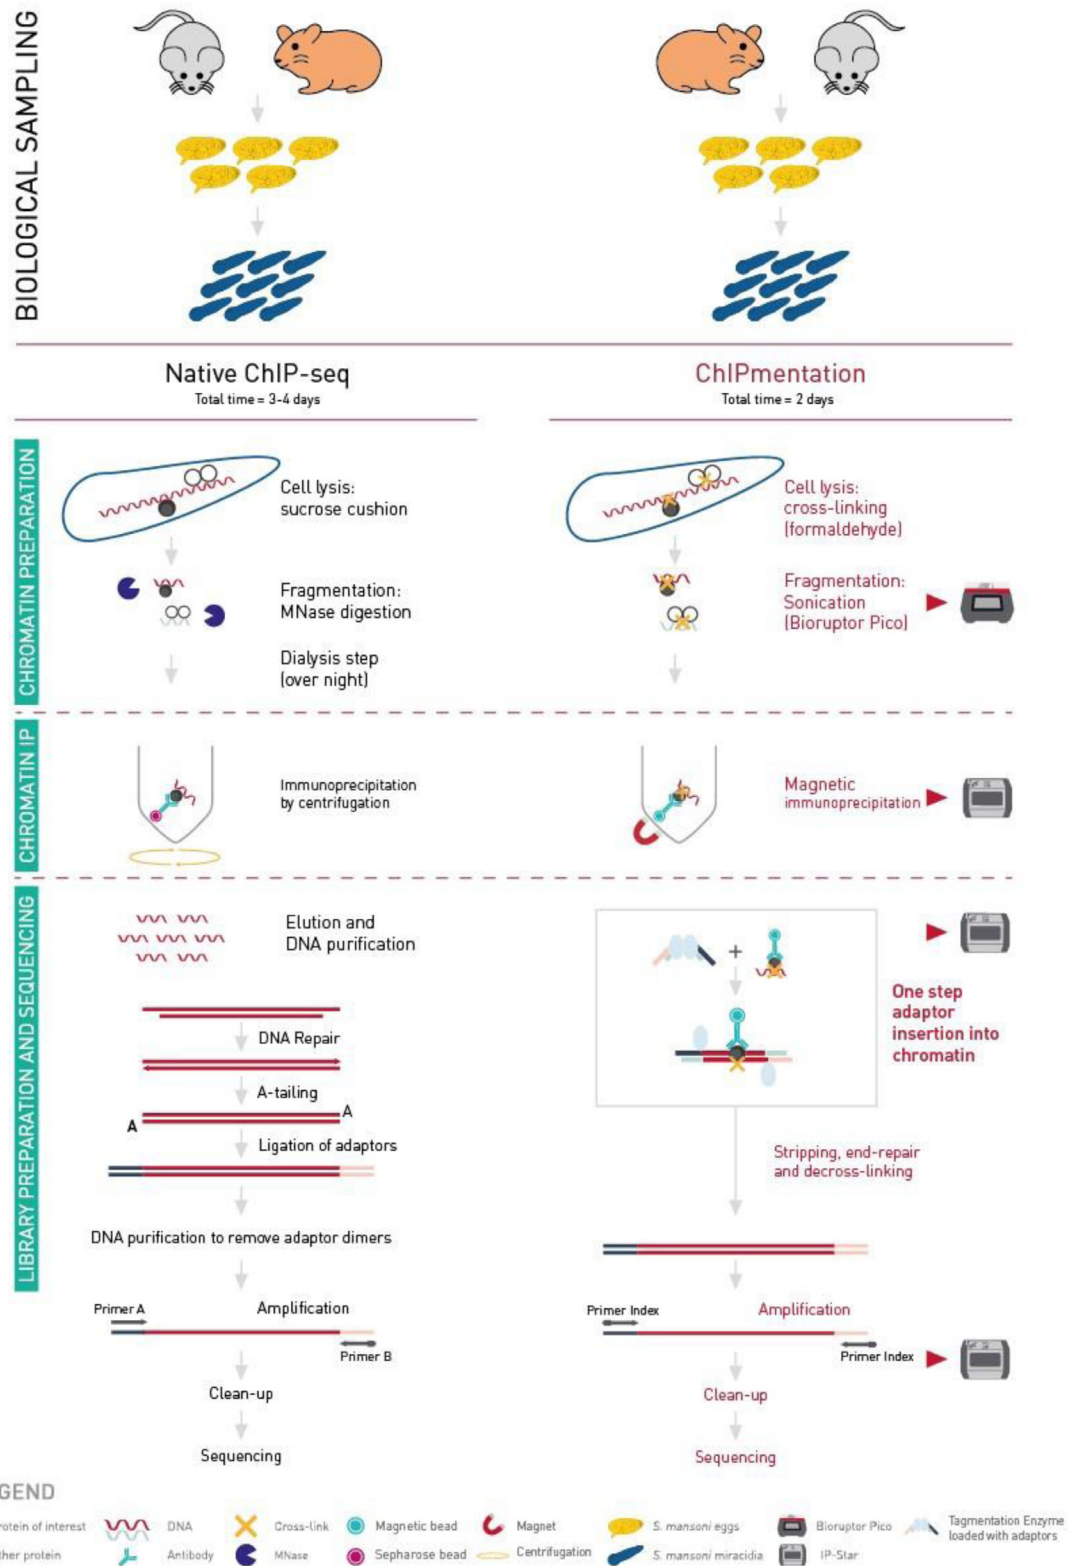 BIOLOGICAL SAMPLING
Native ChIP-seq
Total time = 3-4 days
ChIPmentation
Total time = 2 days
CHROMATIN PREPARATION
Cell lysis:
sucrose cushion
Fragmentation:
MNase digestion
Dialysis step
(over night)
Cell lysis:
cross-linking
(formaldehyde)
Fragmentation:
Sonication
(Bioruptor Pico)
CHROMATIN IP
Immunoprecipitation
by centrifugation
Magnetic
immunoprecipitation
LIBRARY PREPARATION AND SEQUENCING
Elution and
DNA purification
DNA Repair
A-tailing
A
A
Ligation of adaptors
DNA purification to remove adaptor dimers
Primer A
Amplification
Primer B
Clean-up
Sequencing
+
One step
adaptor
insertion into
chromatin
Stripping, end-repair
and decross-linking
Primer Index
Amplification
Primer Index
Clean-up
Sequencing
GEND
rotein of interest
DNA
Cross-link
Magnetic bead
Magnet
S. mansoni eggs
Bioruptor Pico
Tagmentation Enzyme
loaded with adaptors
ther protein
Antibody
MNase
Sepharose bead
Centrifugation
S. mansoni miracidia
IP-Star